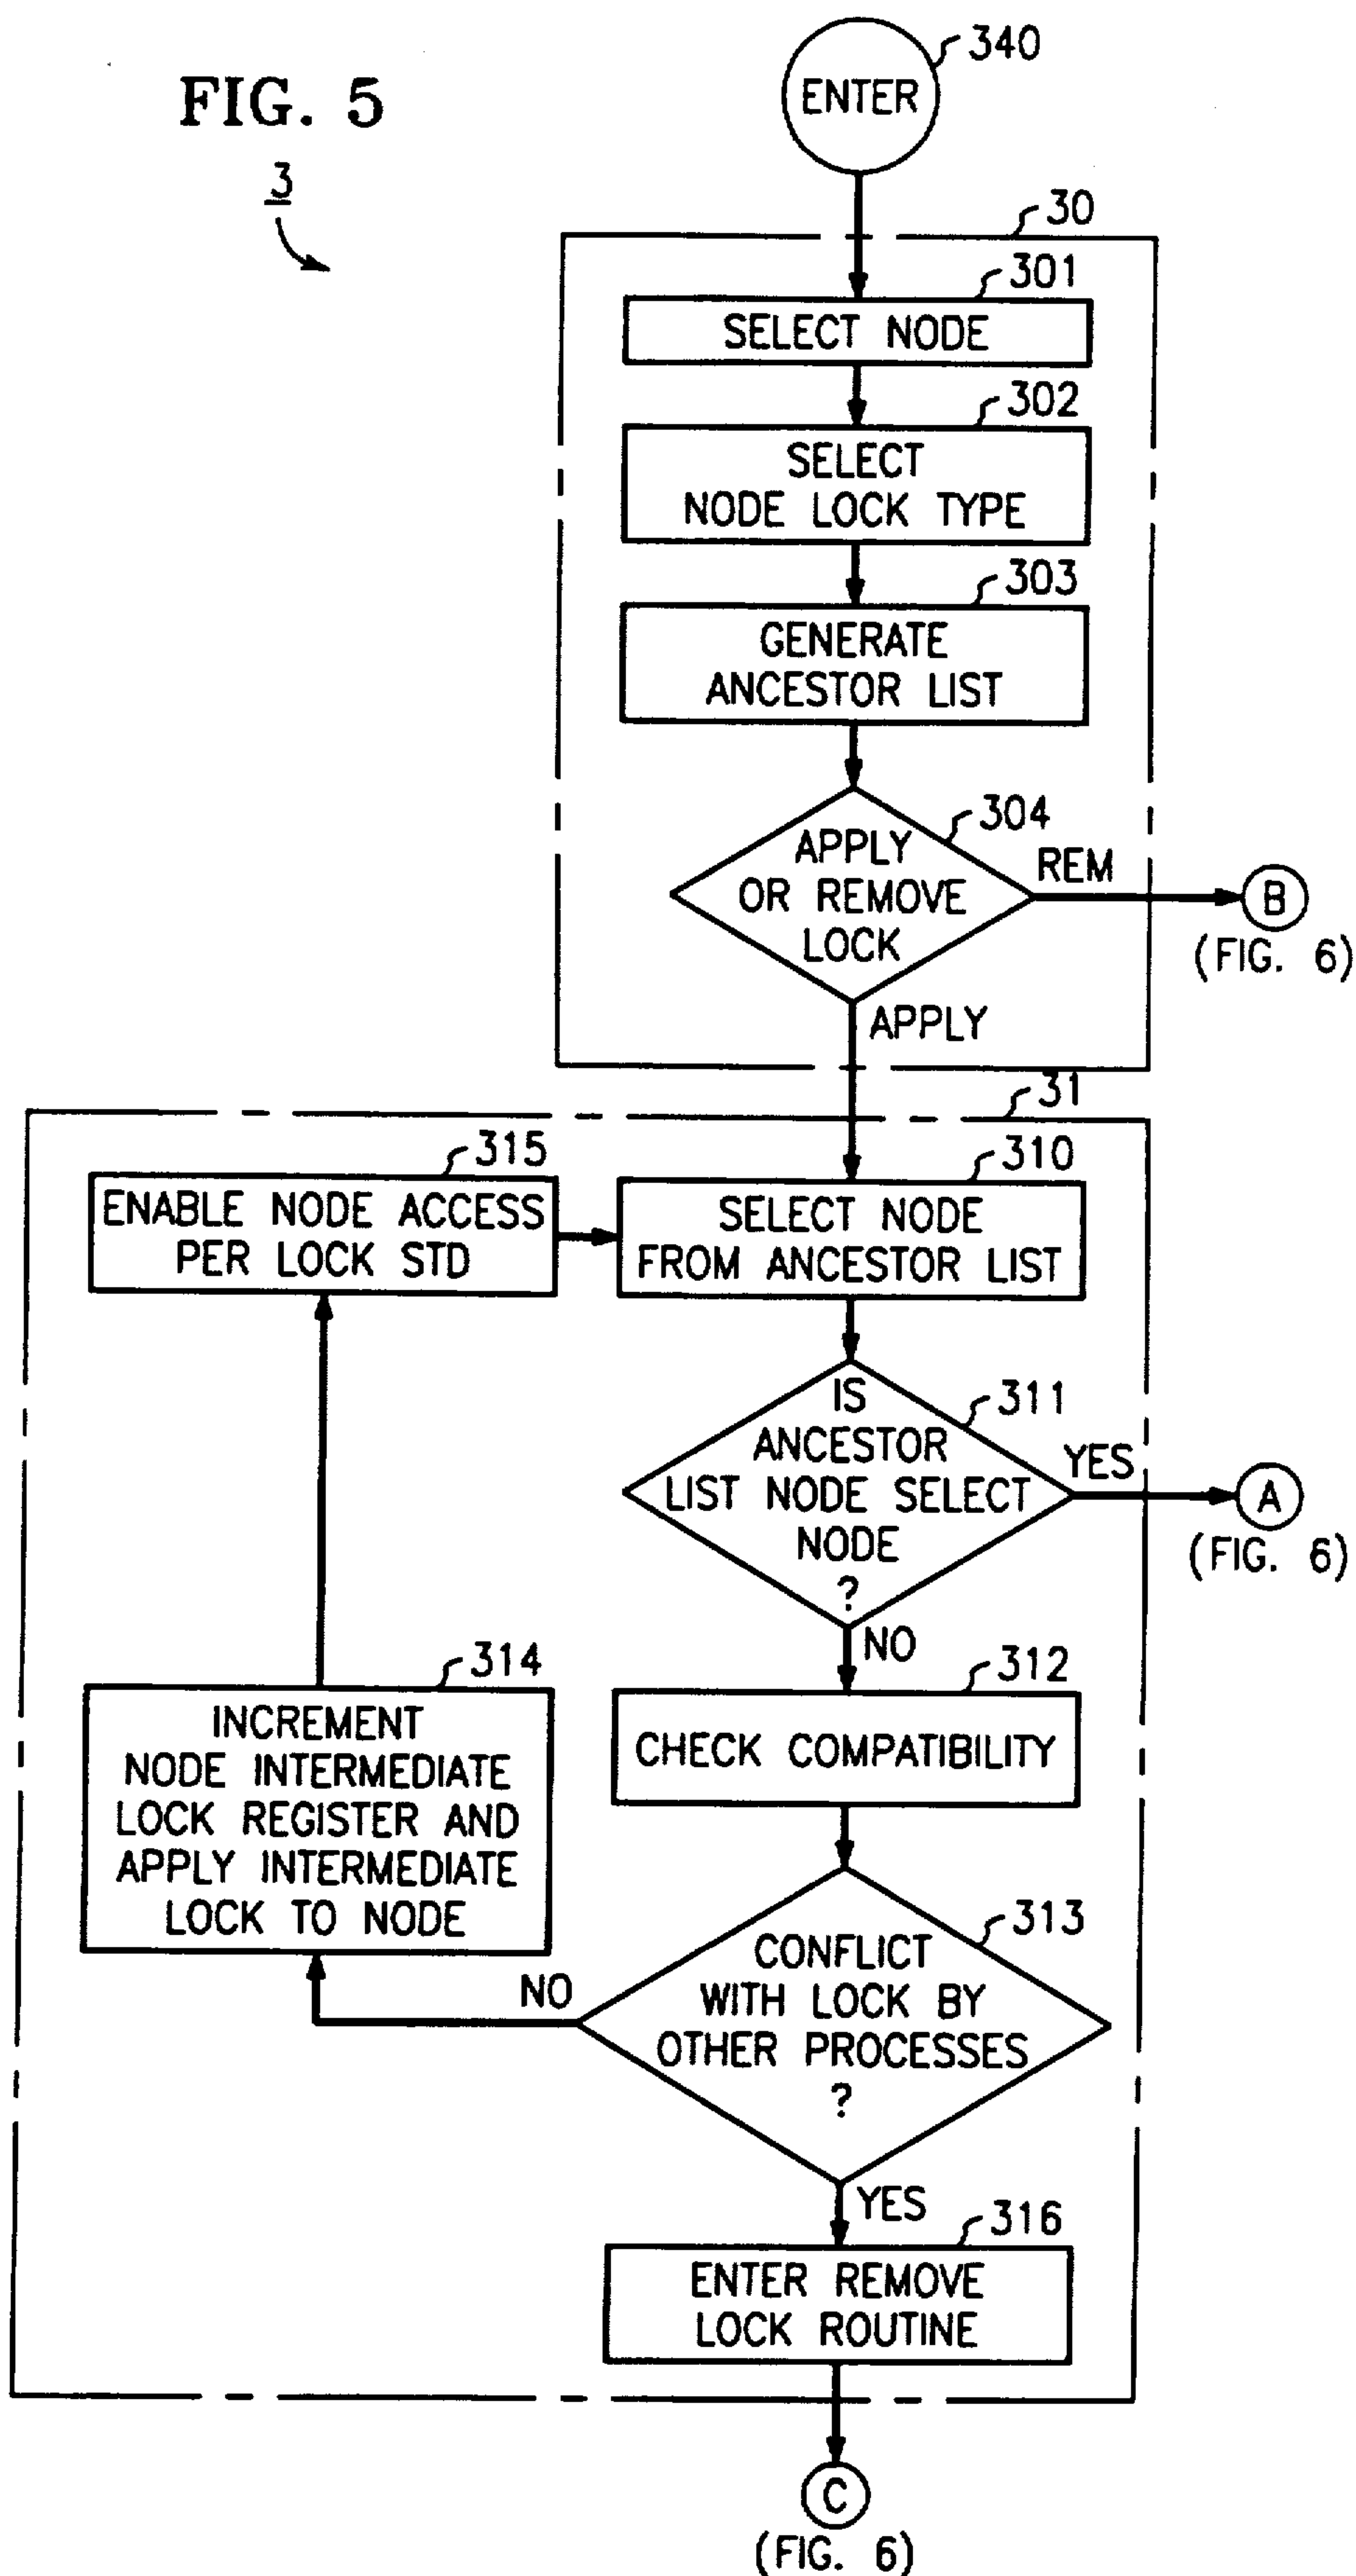 FIG. 5
3
340
ENTER
30
301
SELECT NODE
302
SELECT
NODE LOCK TYPE
303
GENERATE
ANCESTOR LIST
304
APPLY
OR REMOVE
LOCK
REM
B
(FIG. 6)
APPLY
31
315
ENABLE NODE ACCESS
PER LOCK STD
310
SELECT NODE
FROM ANCESTOR LIST
311
IS
ANCESTOR
LIST NODE SELECT
NODE
?
YES
A
(FIG. 6)
NO
312
CHECK COMPATIBILITY
314
INCREMENT
NODE INTERMEDIATE
LOCK REGISTER AND
APPLY INTERMEDIATE
LOCK TO NODE
313
CONFLICT
WITH LOCK BY
OTHER PROCESSES
?
NO
YES
316
ENTER REMOVE
LOCK ROUTINE
C
(FIG. 6)